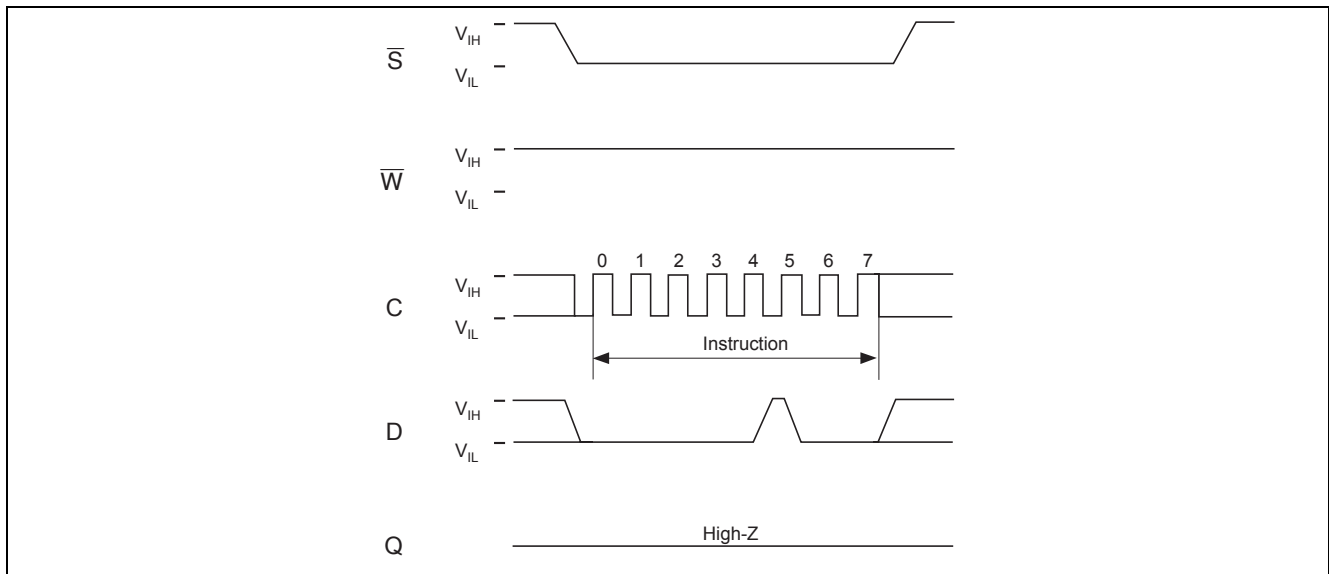 S̅
V_IH
V_IL
W̅
V_IH
V_IL
C
V_IH
V_IL
0 1 2 3 4 5 6 7
Instruction
D
V_IH
V_IL
Q
High-Z